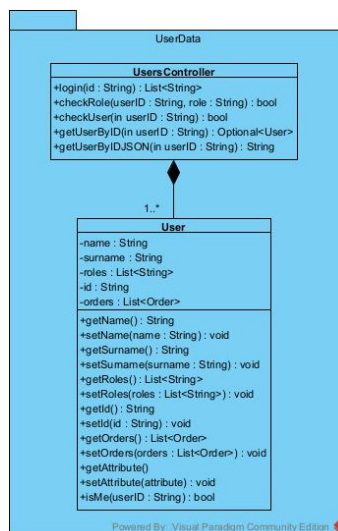 UserData
UsersController
+login(id : String) : List<String>
+checkRole(userID : String, role : String) : bool
+checkUser(in userID : String) : bool
+getUserByID(in userID : String) : Optional<User>
+getUserByIDJSON(in userID : String) : String
1..*
User
-name : String
-surname : String
-roles : List<String>
-id : String
-orders : List<Order>
+getName() : String
+setName(name : String) : void
+getSurname() : String
+setSurname(surname : String) : void
+getRoles() : List<String>
+setRoles(roles : List<String>) : void
+getId() : String
+setId(id : String) : void
+getOrders() : List<Order>
+setOrders(orders : List<Order>) : void
+getAttribute()
+setAttribute(attribute) : void
+isMe(userID : String) : bool
Powered By Visual Paradigm Community Edition